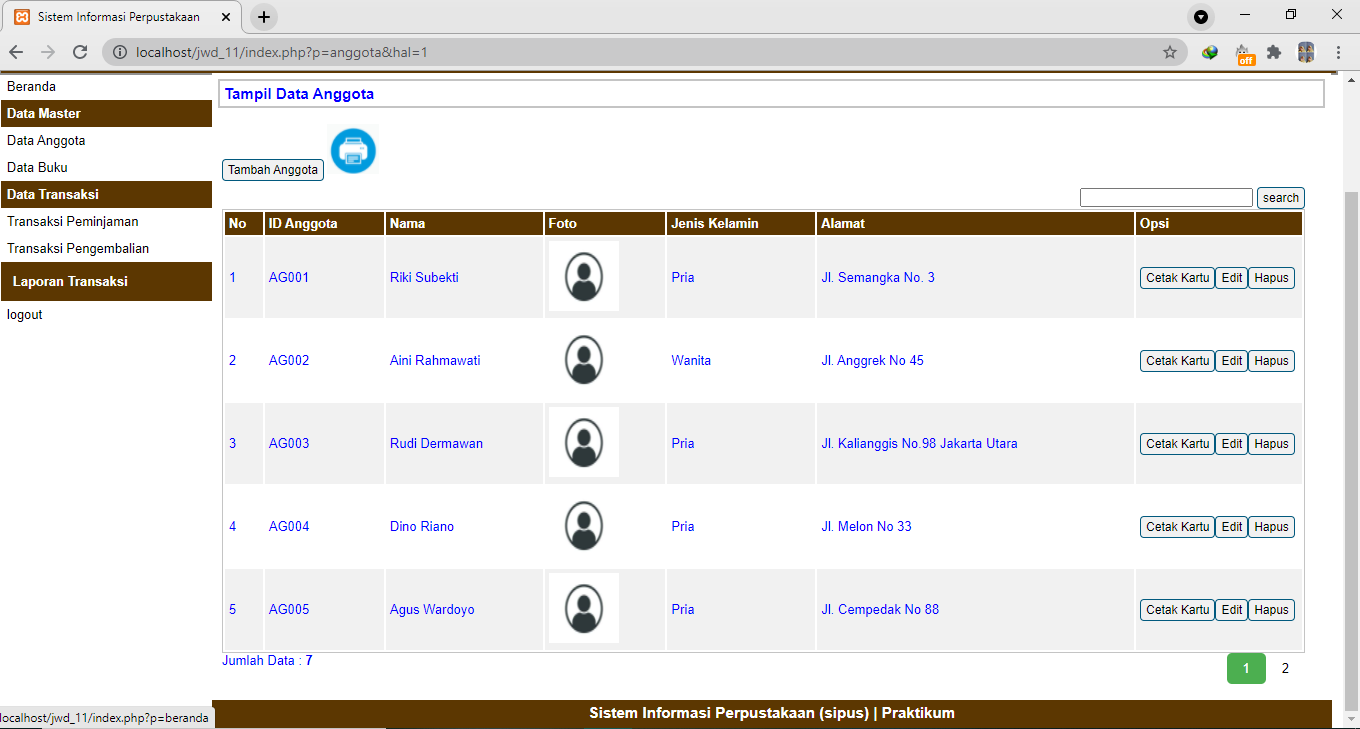 Sistem Informasi Perpustakaan
localhost/jwd_11/index.php?p=anggota&hal=1
off
Beranda
Data Master
Data Anggota
Data Buku
Data Transaksi
Transaksi Peminjaman
Transaksi Pengembalian
Laporan Transaksi
logout
Tampil Data Anggota
Tambah Anggota
search
No ID Anggota Nama Foto Jenis Kelamin Alamat Opsi
1 AG001 Riki Subekti Pria Jl. Semangka No. 3 Cetak Kartu Edit Hapus
2 AG002 Aini Rahmawati Wanita Jl. Anggrek No 45 Cetak Kartu Edit Hapus
3 AG003 Rudi Dermawan Pria Jl. Kalianggis No.98 Jakarta Utara Cetak Kartu Edit Hapus
4 AG004 Dino Riano Pria Jl. Melon No 33 Cetak Kartu Edit Hapus
5 AG005 Agus Wardoyo Pria Jl. Cempedak No 88 Cetak Kartu Edit Hapus
Jumlah Data : 7
1 2
Sistem Informasi Perpustakaan (sipus) | Praktikum
localhost/jwd_11/index.php?p=beranda